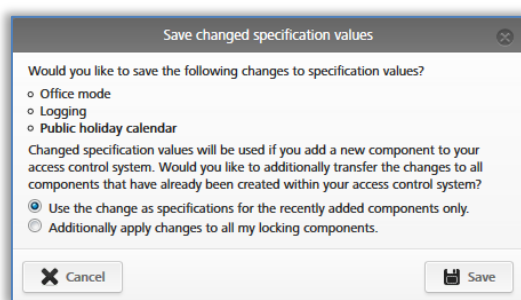 Save changed specification values
Would you like to save the following changes to specification values?
Office mode
Logging
Public holiday calendar
Changed specification values will be used if you add a new component to your
access control system. Would you like to additionally transfer the changes to all
components that have already been created within your access control system?
Use the change as specifications for the recently added components only.
Additionally apply changes to all my locking components.
Cancel
Save